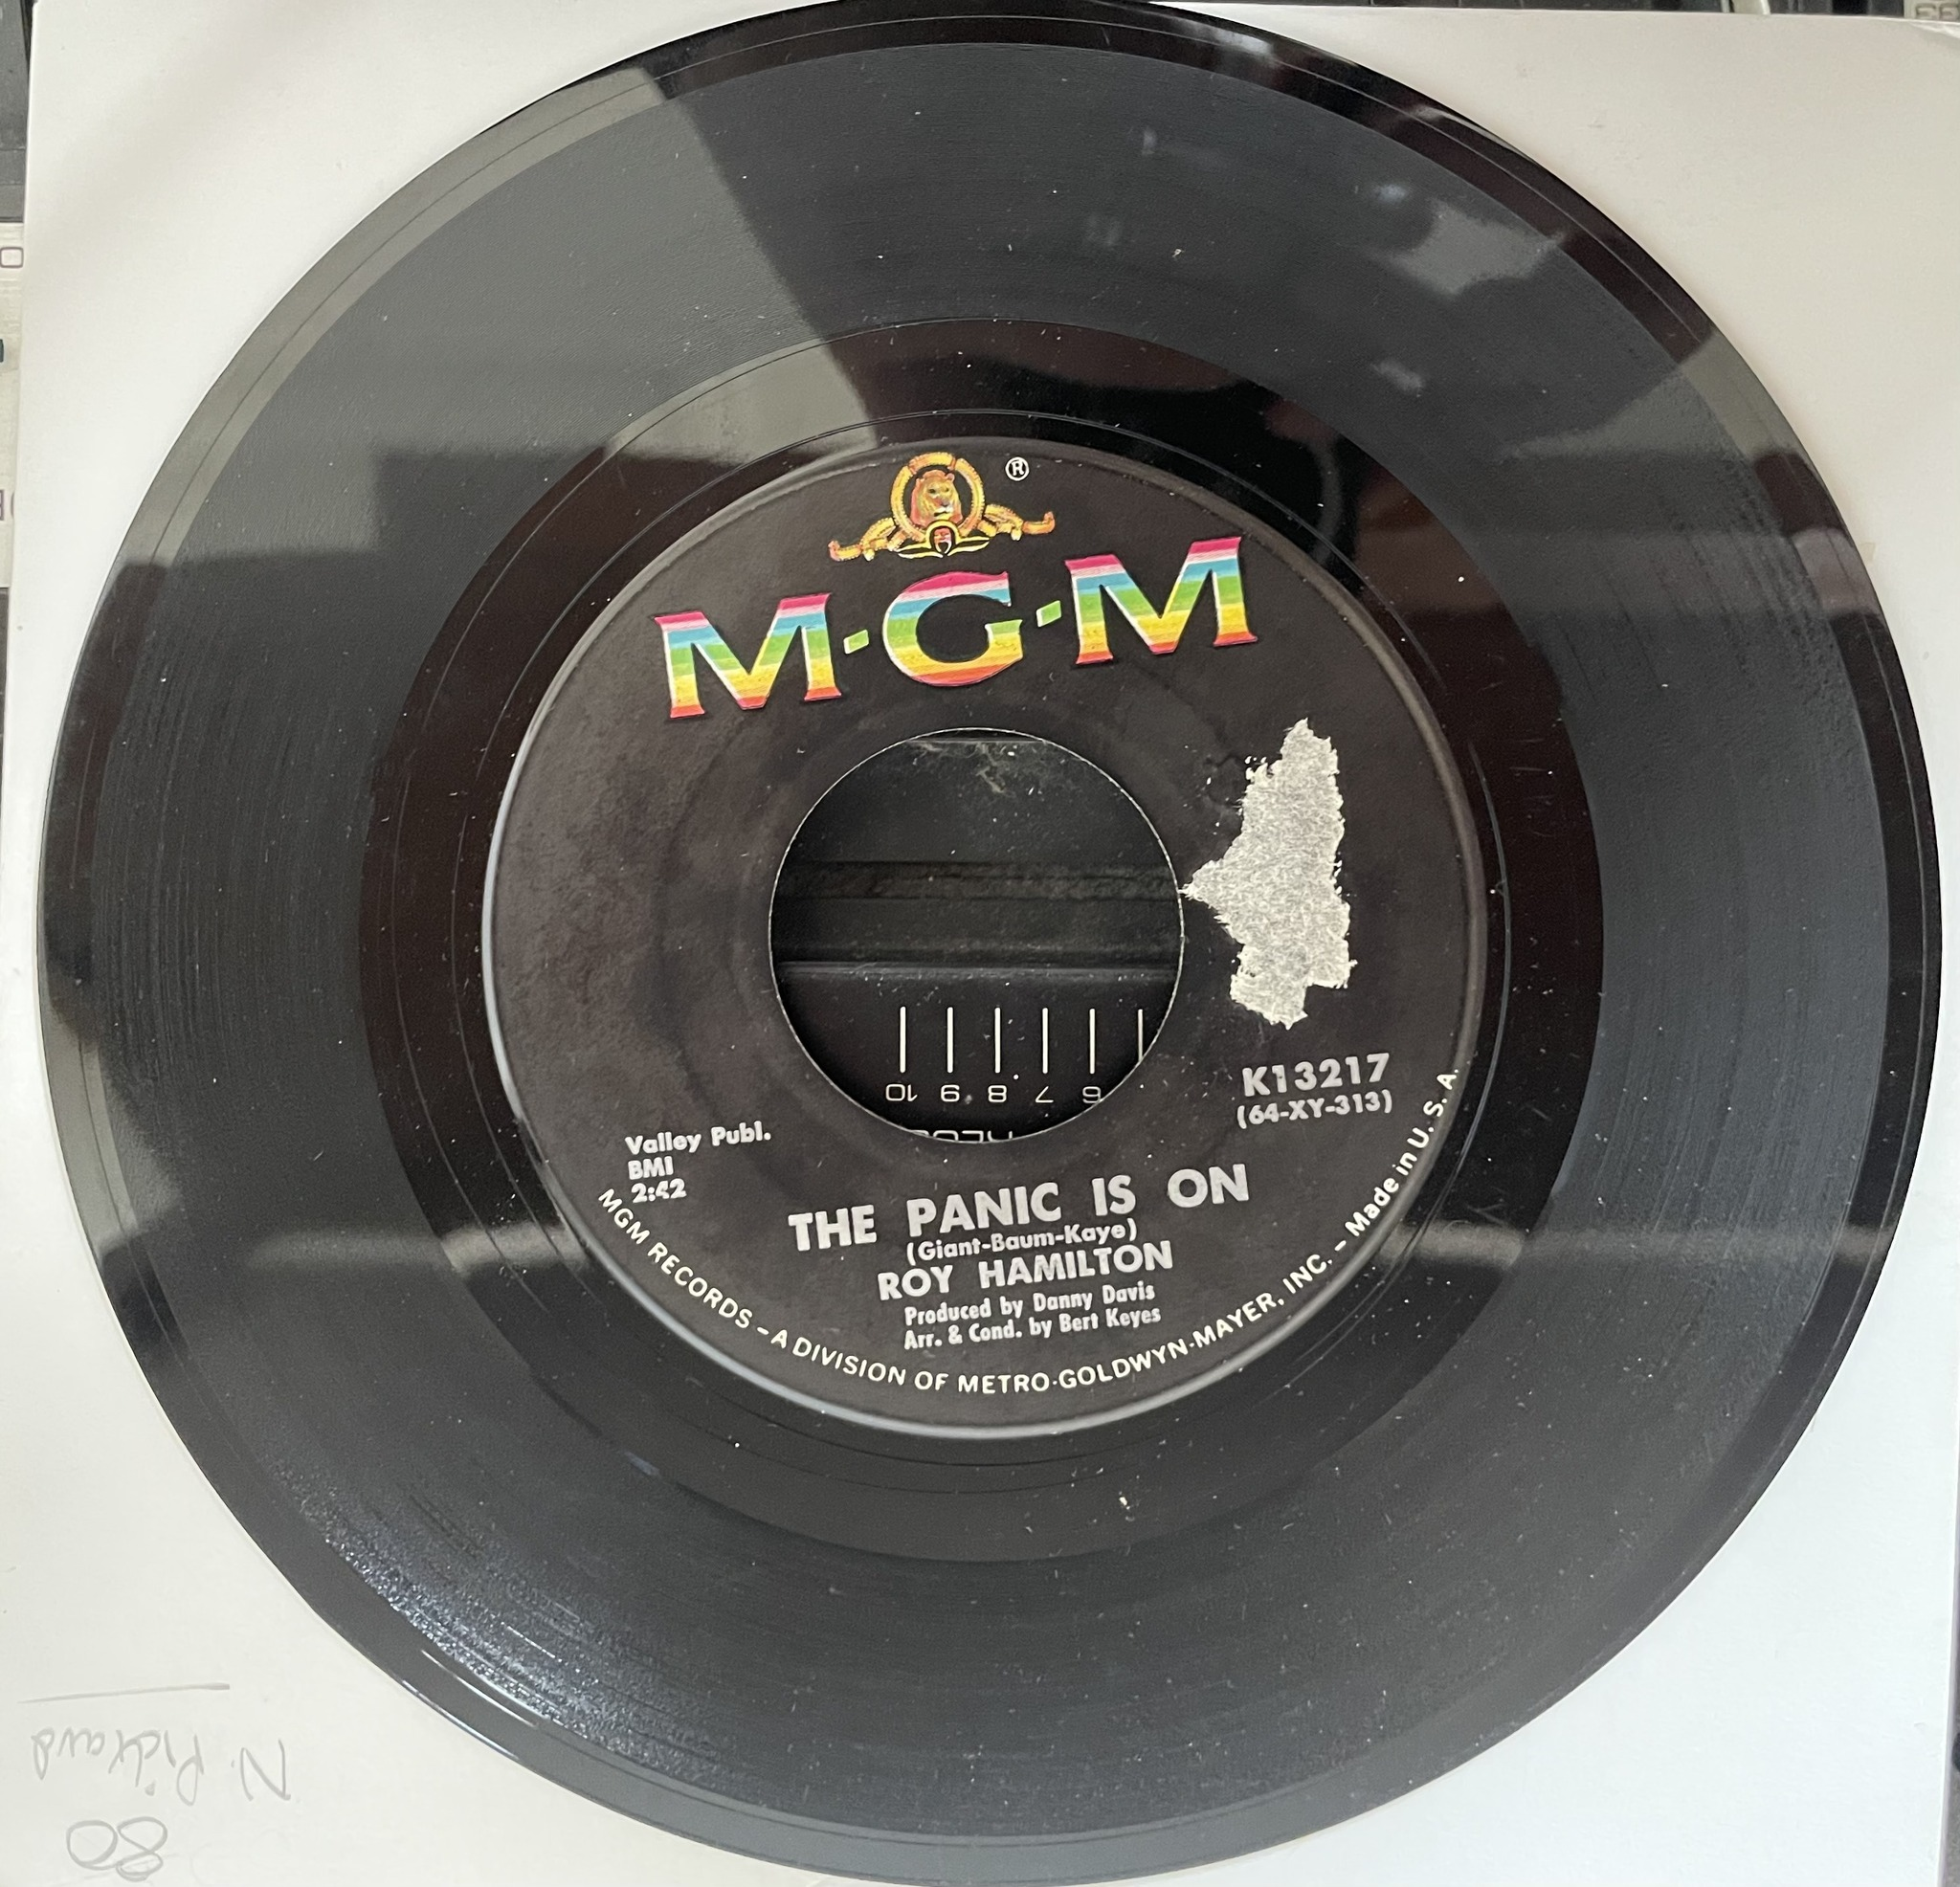 ®
M·G·M
K13217
(64-XY-313)
Valley Publ.
BMI
2:42
THE PANIC IS ON
(Giant-Baum-Kaye)
ROY HAMILTON
Produced by Danny Davis
Arr. & Cond. by Bert Keyes
MGM RECORDS – A DIVISION OF METRO-GOLDWYN-MAYER, INC. – Made in U. S. A.
10 9 8 7 6
80
N.